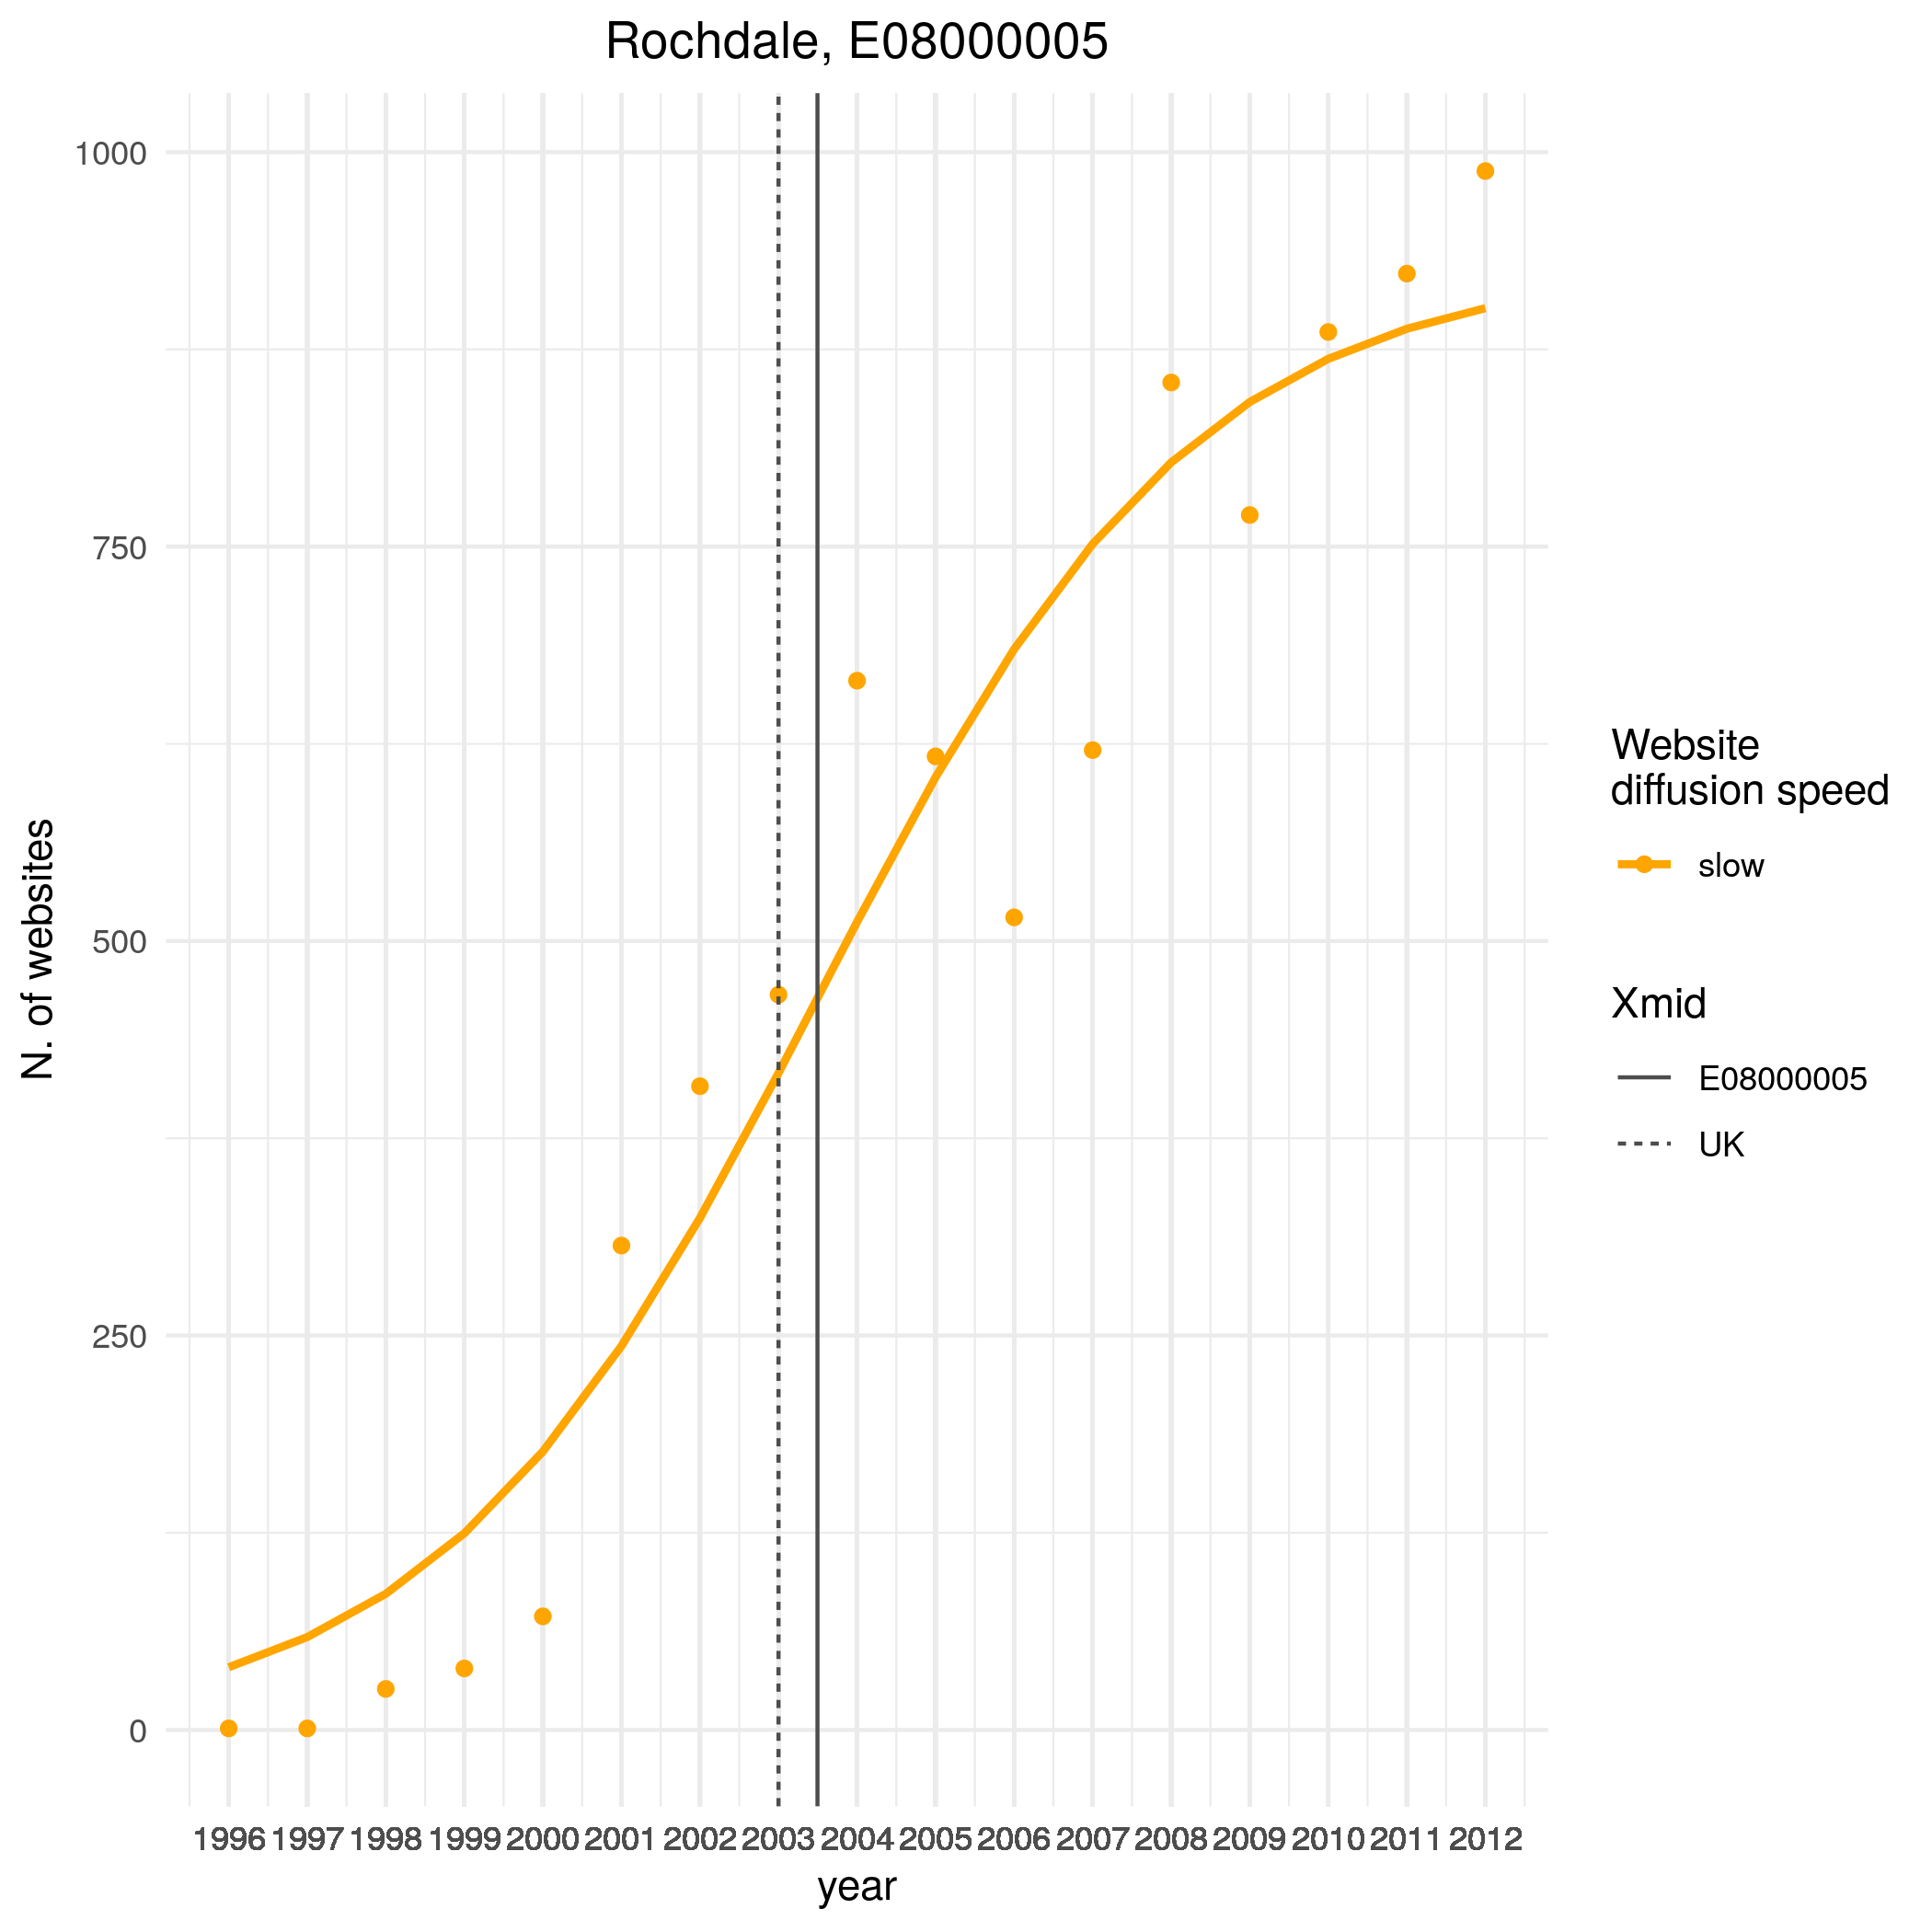 Rochdale, E08000005
1000
750
500
250
0
N. of websites
1996 1997 1998 1999 2000 2001 2002 2003 2004 2005 2006 2007 2008 2009 2010 2011 2012
year
Website
diffusion speed
slow
Xmid
E08000005
UK